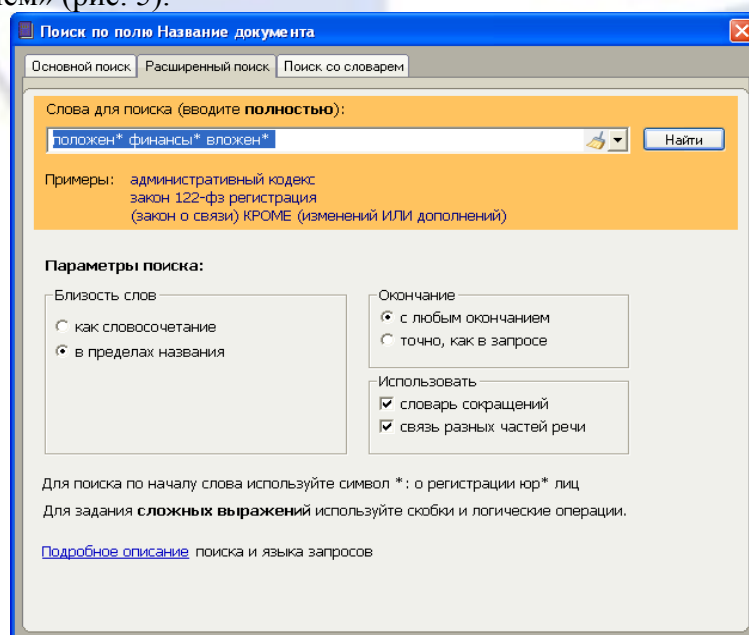 ем» (рис. 5).
Поиск по полю Название документа
Основной поиск Расширенный поиск Поиск со словарем
Слова для поиска (вводите полностью):
положен* финансы* вложен*
Найти
Примеры: административный кодекс
закон 122-фз регистрация
(закон о связи) КРОМЕ (изменений ИЛИ дополнений)
Параметры поиска:
Близость слов
как словосочетание
в пределах названия
Окончание
с любым окончанием
точно, как в запросе
Использовать
словарь сокращений
связь разных частей речи
Для поиска по началу слова используйте символ *: о регистрации юр* лиц
Для задания сложных выражений используйте скобки и логические операции.
Подробное описание поиска и языка запросов